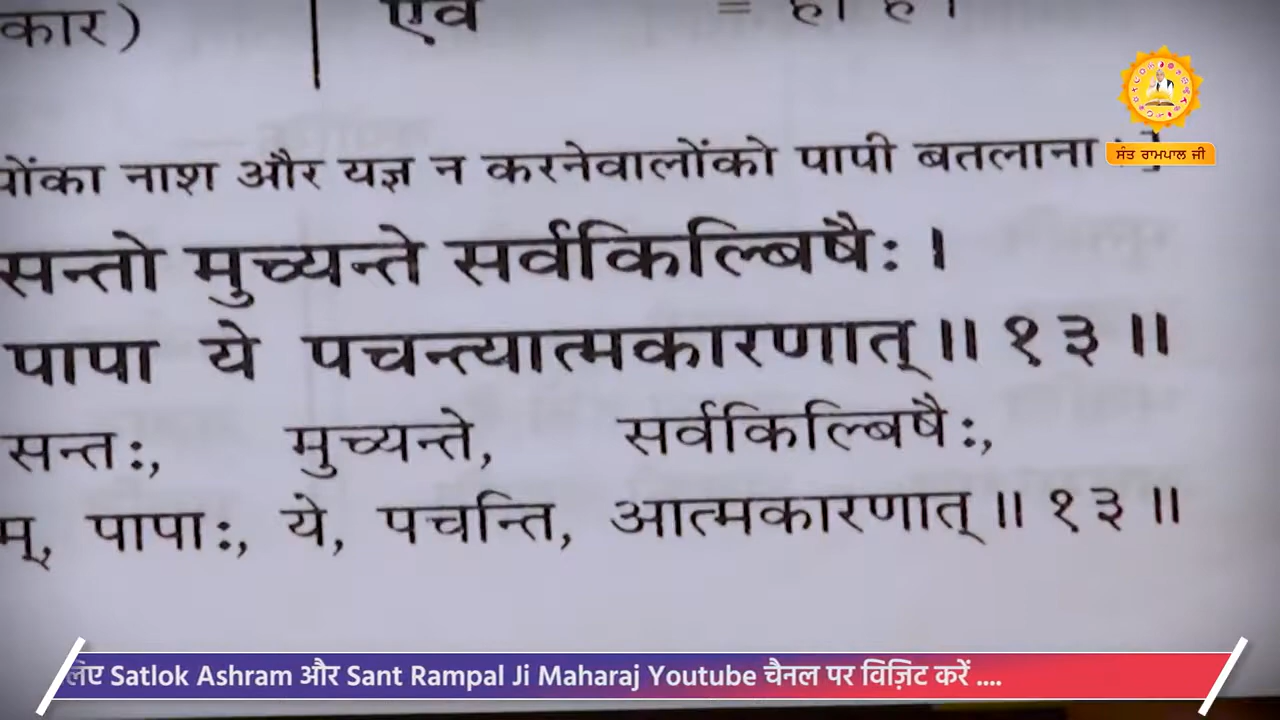 कार) एवं = ही है।
संत रामपाल जी
योंका नाश और यज्ञ न करनेवालोंको पापी बतलाना
सन्तो मुच्यन्ते सर्वकिल्बिषैः।
पापा ये पचन्त्यात्मकारणात्॥ १३॥
सन्तः, मुच्यन्ते, सर्वकिल्बिषैः,
म्, पापाः, ये, पचन्ति, आत्मकारणात्॥ १३॥
लिए Satlok Ashram और Sant Rampal Ji Maharaj Youtube चैनल पर विज़िट करें ....